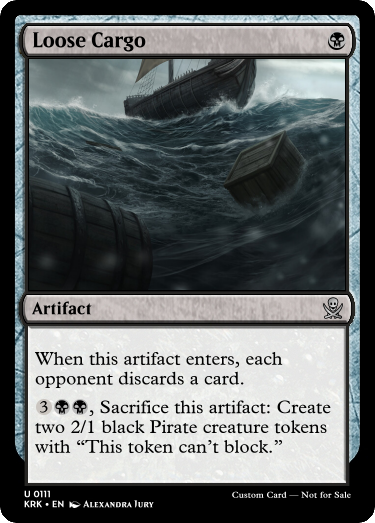 Loose Cargo
Artifact
When this artifact enters, each
opponent discards a card.
3, Sacrifice this artifact: Create
two 2/1 black Pirate creature tokens
with “This token can’t block.”
U 0111
KRK • EN Alexandra Jury
Custom Card — Not for Sale